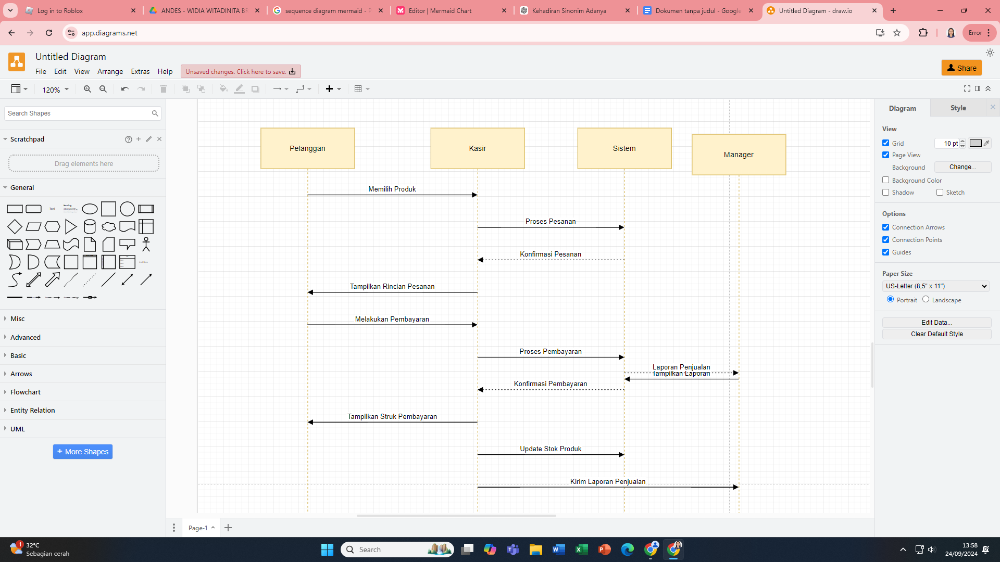 Log in to Roblox
ANDES - WIDIA WITADINITA BR
sequence diagram mermaid - P
Editor | Mermaid Chart
Kehadiran Sinonim Adanya
Dokumen tanpa judul - Google
Untitled Diagram - draw.io
app.diagrams.net
Error
Untitled Diagram
File
Edit
View
Arrange
Extras
Help
Unsaved changes. Click here to save.
Share
120%
Search Shapes
Scratchpad
Drag elements here
General
Text
Heading
List Item
Misc
Advanced
Basic
Arrows
Flowchart
Entity Relation
UML
+ More Shapes
Pelanggan
Kasir
Sistem
Manager
Memilih Produk
Proses Pesanan
Konfirmasi Pesanan
Tampilkan Rincian Pesanan
Melakukan Pembayaran
Proses Pembayaran
Laporan Penjualan
Tampilkan Laporan
Konfirmasi Pembayaran
Tampilkan Struk Pembayaran
Update Stok Produk
Kirim Laporan Penjualan
Diagram
Style
View
Grid
10 pt
Page View
Background
Change...
Background Color
Shadow
Sketch
Options
Connection Arrows
Connection Points
Guides
Paper Size
US-Letter (8,5" x 11")
Portrait
Landscape
Edit Data...
Clear Default Style
Page-1
1
32°C
Sebagian cerah
Search
13:58
24/09/2024